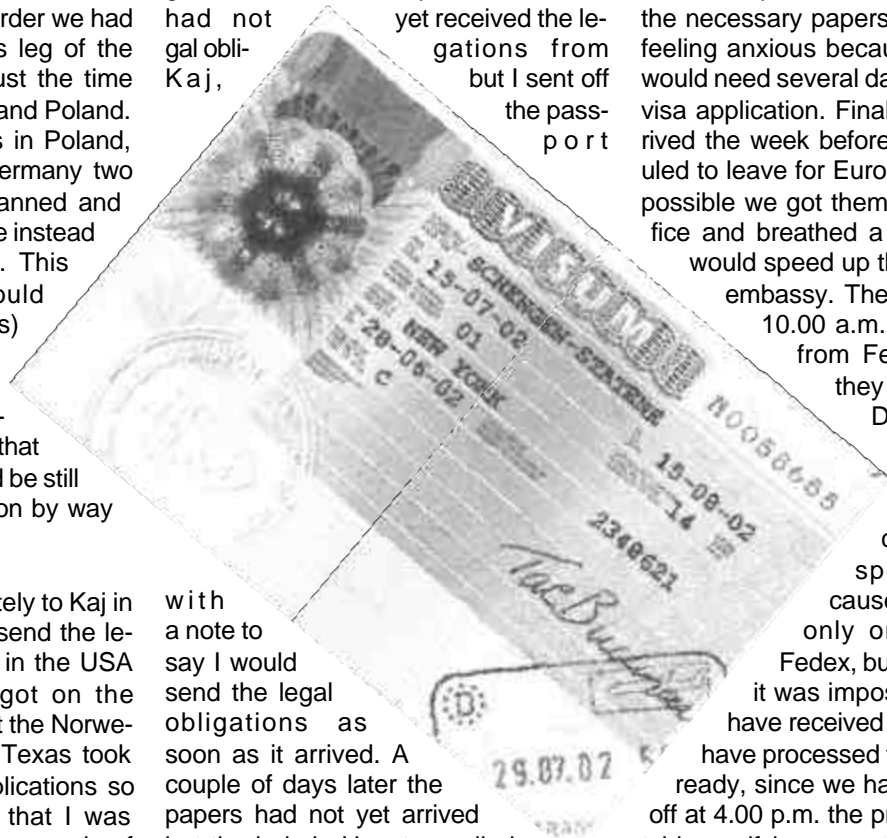 rder we had
s leg of the
ust the time
and Poland.
s in Poland,
ermany two
anned and
e instead
. This
ould
s)
-
that
d be still
on by way
tely to Kaj in
send the le-
in the USA
got on the
t the Norwe-
Texas took
plications so
that I was
had not
gal obli-
Kaj,
yet received the le-
gations from
but I sent off
the pass-
port
with
a note to
say I would
send the legal
obligations as
soon as it arrived. A
couple of days later the
papers had not yet arrived
the necessary papers
feeling anxious becau
would need several da
visa application. Final
rived the week before
uled to leave for Euro
possible we got them
fice and breathed a
would speed up th
embassy. The
10.00 a.m.
from Fe
they
D
sp
cause
only o
Fedex, bu
it was impos
have received
have processed
ready, since we ha
off at 4.00 p.m. the p
VISUM
SCHENGEN-STATENE
15-07-02
15-08-02
01
14
NEW YORK
28-06-02
2348621
C
D
29.07.02